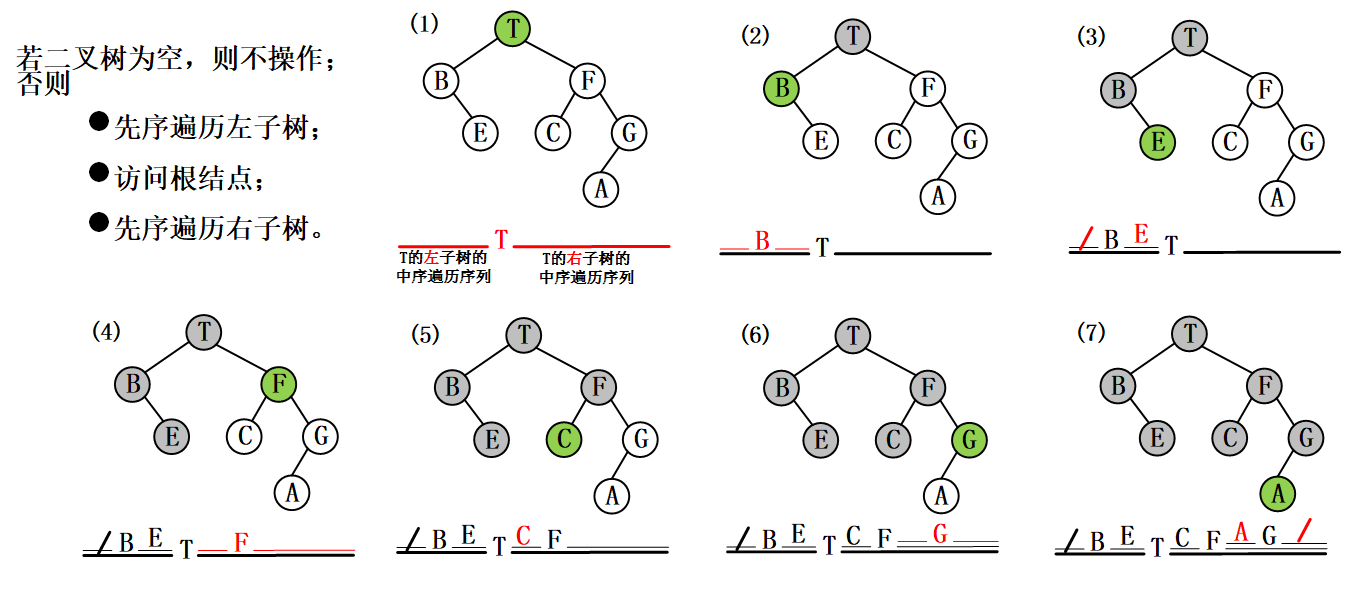 若二叉树为空，则不操作；
否则
● 先序遍历左子树；
● 访问根结点；
● 先序遍历右子树。
(1)
T
B F
E C G
A
T
T的左子树的 T的右子树的
中序遍历序列 中序遍历序列
(2)
T
B F
E C G
A
B T
(3)
T
B F
E C G
A
/ B E T
(4)
T
B F
E C G
A
/ B E T F
(5)
T
B F
E C G
A
/ B E T C F
(6)
T
B F
E C G
A
/ B E T C F G
(7)
T
B F
E C G
A
/ B E T C F A G /